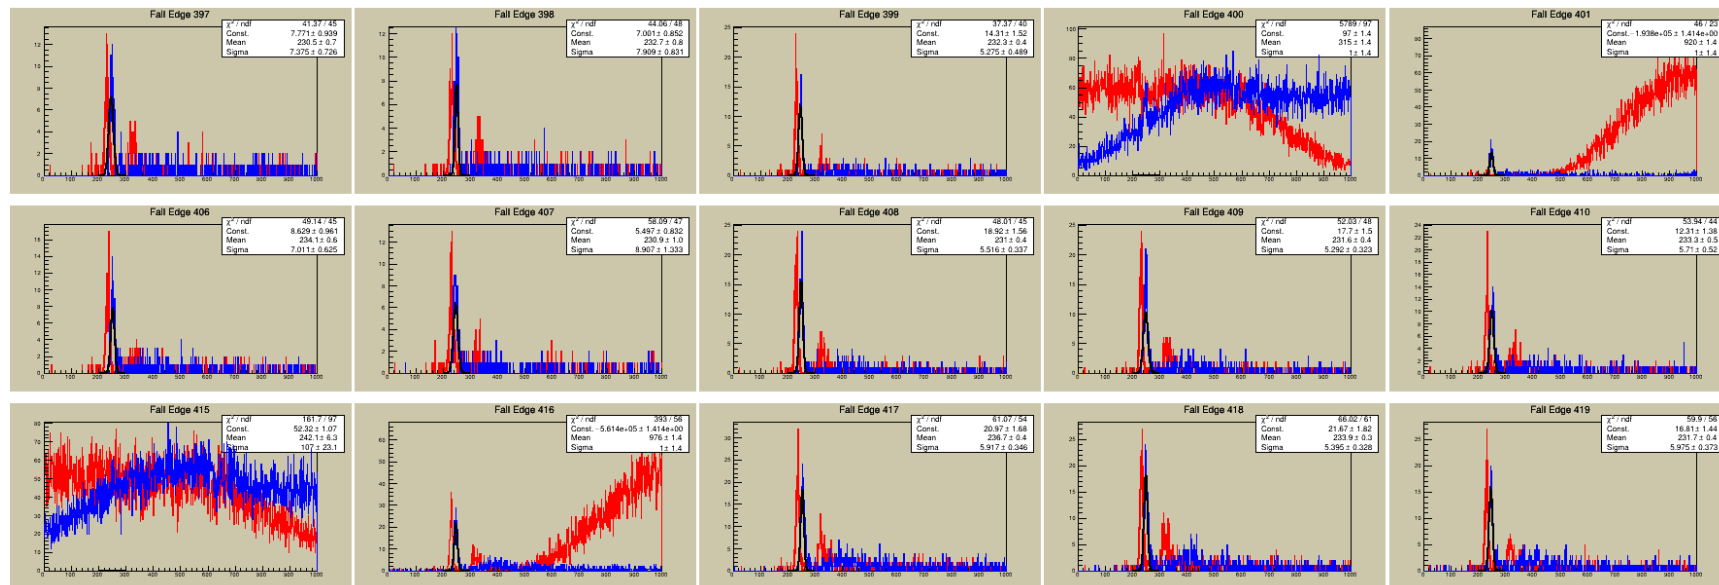 Fall Edge 397
χ² / ndf 41.37 / 45
Const. 7.771± 0.939
Mean 230.5 ± 0.7
Sigma 7.375± 0.726
Fall Edge 398
χ² / ndf 44.06 / 48
Const. 7.001± 0.852
Mean 232.7 ± 0.8
Sigma 7.909± 0.831
Fall Edge 399
χ² / ndf 37.37 / 40
Const. 14.31± 1.52
Mean 232.3 ± 0.4
Sigma 5.275± 0.489
Fall Edge 400
χ² / ndf 5789 / 97
Const. 97 ± 1.4
Mean 315 ± 1.4
Sigma 1± 1.4
Fall Edge 401
χ² / ndf 46 / 23
Const. −1.938e+05 ± 1.414e+00
Mean 920 ± 1.4
Sigma 1± 1.4
Fall Edge 406
χ² / ndf 49.14 / 45
Const. 8.629± 0.961
Mean 234.1± 0.6
Sigma 7.011± 0.625
Fall Edge 407
χ² / ndf 58.09 / 47
Const. 5.497± 0.832
Mean 230.9± 1.0
Sigma 8.907± 1.333
Fall Edge 408
χ² / ndf 48.01 / 45
Const. 18.92± 1.56
Mean 231± 0.4
Sigma 5.516± 0.337
Fall Edge 409
χ² / ndf 52.03 / 48
Const. 17.7± 1.5
Mean 231.6± 0.4
Sigma 5.292± 0.323
Fall Edge 410
χ² / ndf 53.94 / 44
Const. 12.31± 1.38
Mean 233.3± 0.5
Sigma 5.71± 0.52
Fall Edge 415
χ² / ndf 161.7 / 97
Const. 52.32± 1.07
Mean 242.1± 6.3
Sigma 107± 23.1
Fall Edge 416
χ² / ndf 393 / 56
Const. −5.614e+05± 1.414e+00
Mean 976± 1.4
Sigma 1± 1.4
Fall Edge 417
χ² / ndf 61.07 / 54
Const. 20.97± 1.68
Mean 236.7± 0.4
Sigma 5.917± 0.346
Fall Edge 418
χ² / ndf 66.02 / 61
Const. 21.67± 1.82
Mean 233.9± 0.3
Sigma 5.395± 0.328
Fall Edge 419
χ² / ndf 59.9 / 56
Const. 16.81± 1.44
Mean 231.7± 0.4
Sigma 5.975± 0.373